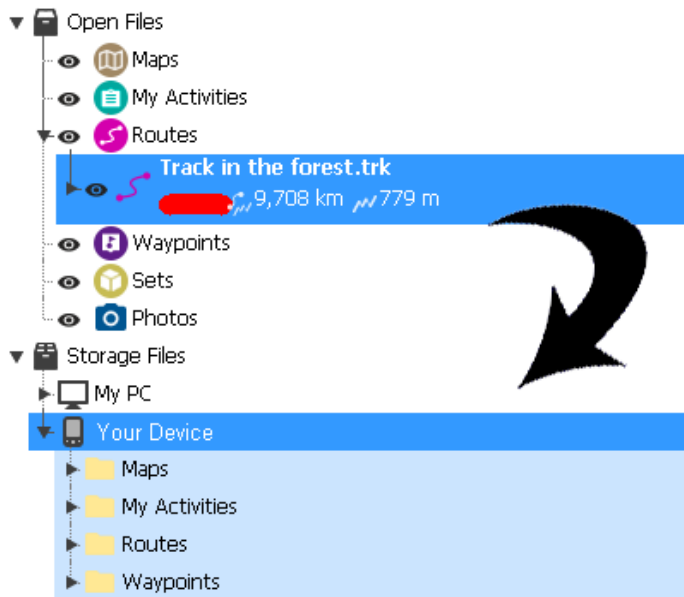 Open Files
Maps
My Activities
Routes
Track in the forest.trk
9,708 km 779 m
Waypoints
Sets
Photos
Storage Files
My PC
Your Device
Maps
My Activities
Routes
Waypoints